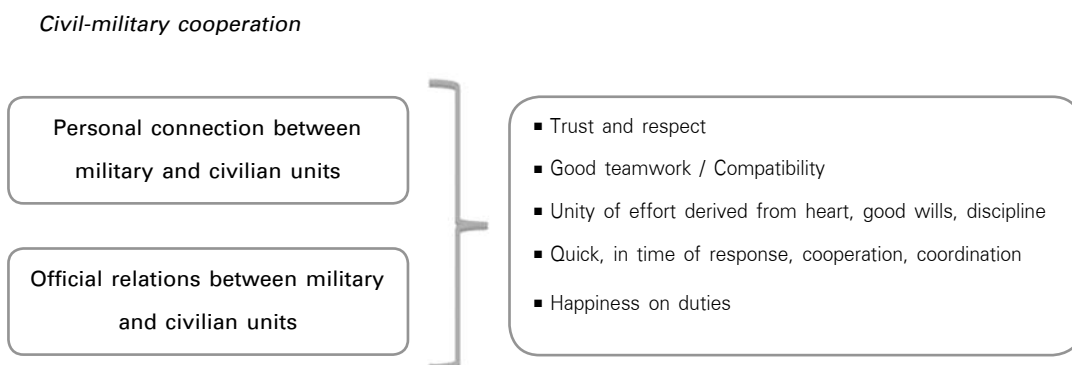 Civil-military cooperation
Personal connection between
military and civilian units
Official relations between military
and civilian units
▪ Trust and respect
▪ Good teamwork / Compatibility
▪ Unity of effort derived from heart, good wills, discipline
▪ Quick, in time of response, cooperation, coordination
▪ Happiness on duties